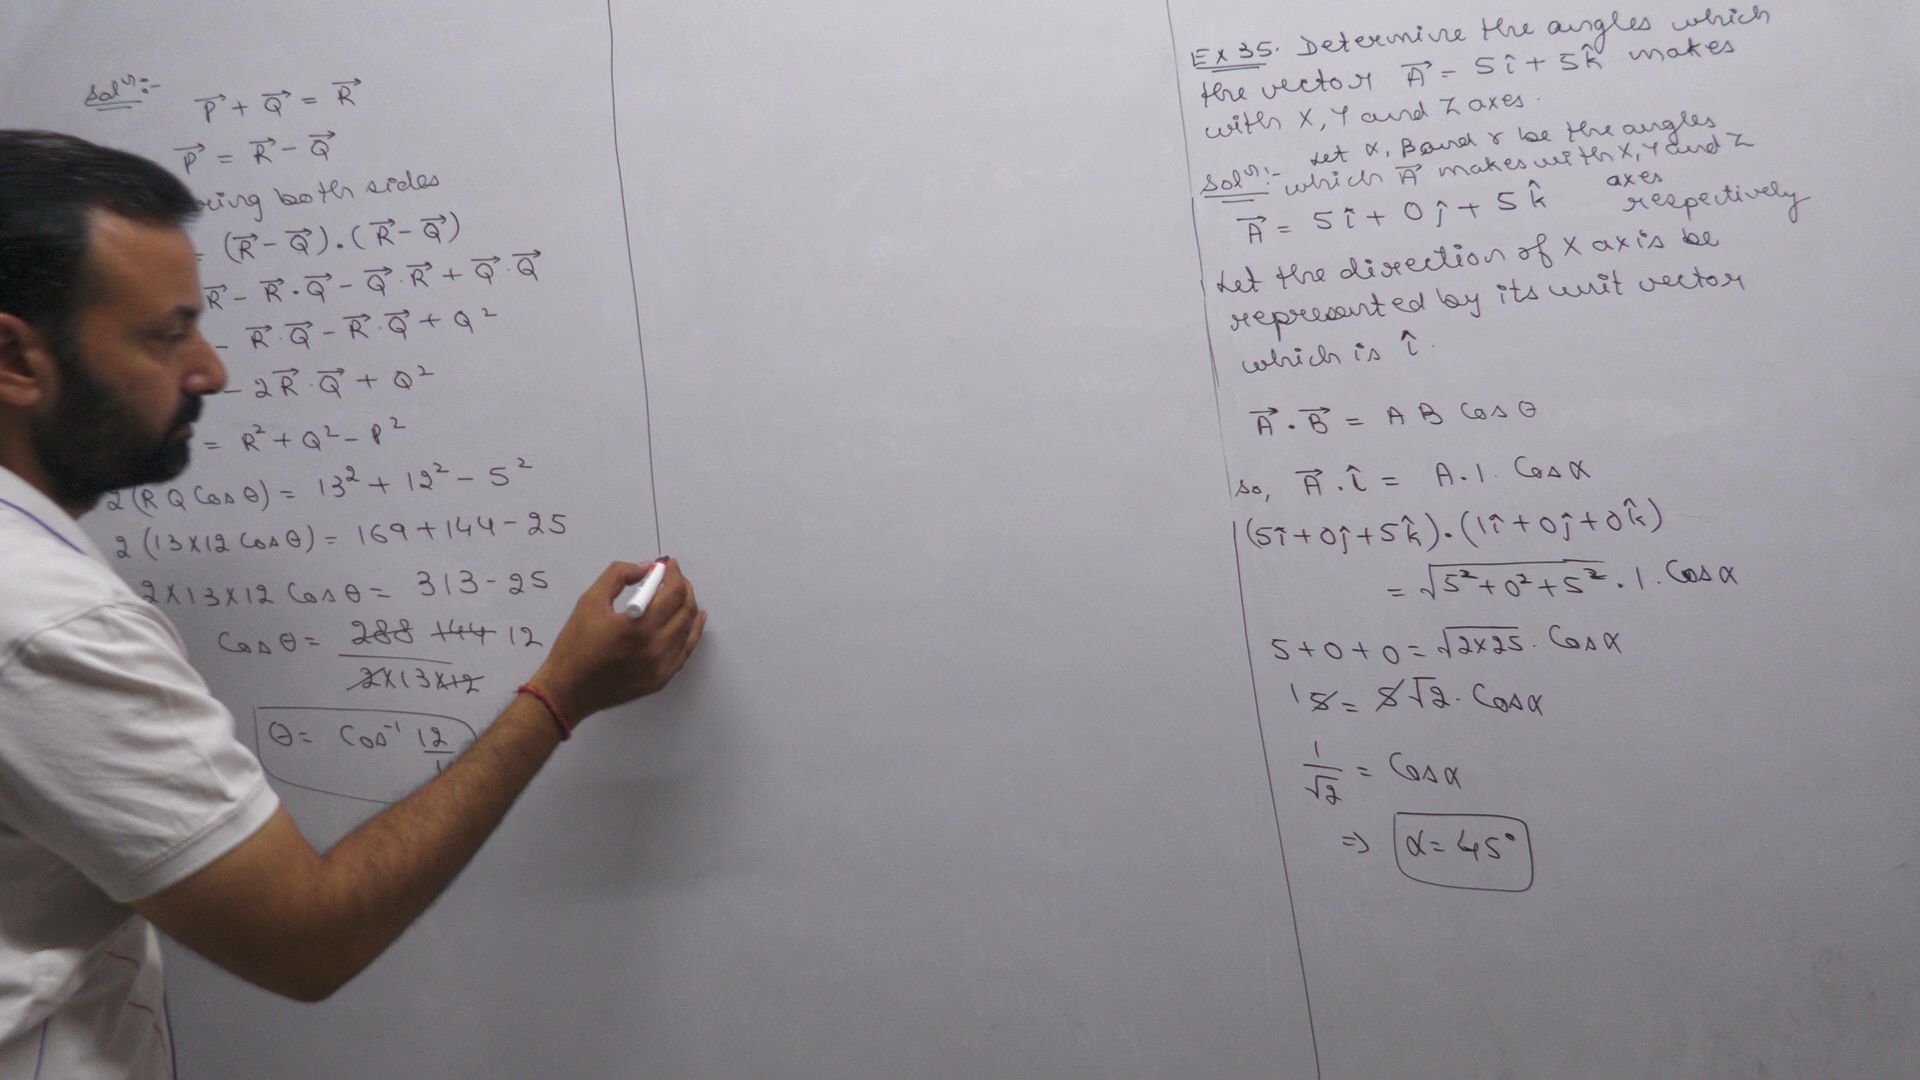 Solⁿ:-
P⃗ + Q⃗ = R⃗
P⃗ = R⃗ - Q⃗
ring both sides
= (R⃗ - Q⃗).(R⃗ - Q⃗)
R⃗ - R⃗.Q⃗ - Q⃗.R⃗ + Q⃗.Q⃗
- R⃗.Q⃗ - R⃗.Q⃗ + Q²
- 2R⃗.Q⃗ + Q²
= R² + Q² - P²
2(RQ Cos θ) = 13² + 12² - 5²
2(13×12 Cos θ) = 169 + 144 - 25
2×13×12 Cos θ = 313 - 25
Cos θ = 288 144 12
2×13×12
θ = Cos⁻¹ 12
Ex 35. Determine the angles which
the vector A⃗ = 5î + 5k̂ makes
with X, Y and Z axes.
Solⁿ:- Let α, β and r be the angles
which A⃗ makes with X, Y and Z
axes
respectively
A⃗ = 5î + 0ĵ + 5k̂
Let the direction of X axis be
represented by its unit vector
which is î.
A⃗ . B⃗ = A B Cos θ
so, A⃗ . î = A.1. Cos α
(5î + 0ĵ + 5k̂).(1î + 0ĵ + 0k̂)
= √5² + 0² + 5² . 1 . Cos α
5 + 0 + 0 = √2×25 . Cos α
1 5 = 5√2 . Cos α
1/√2 = Cos α
⇒ α = 45°